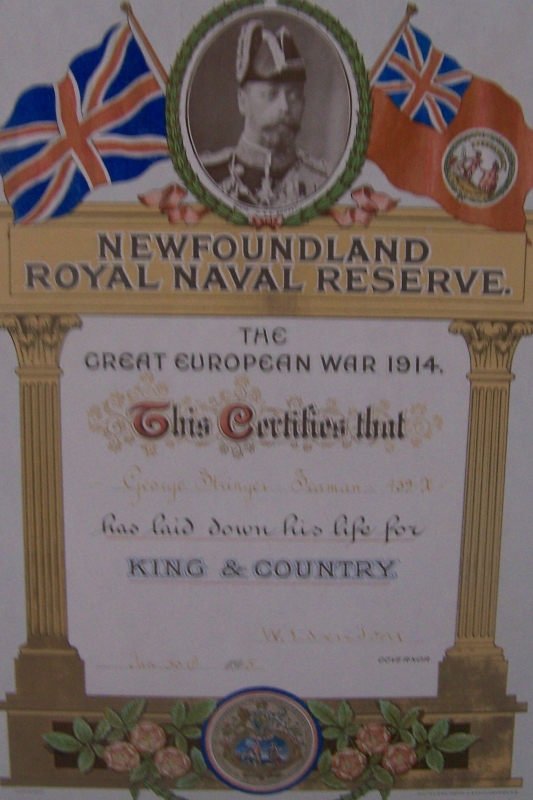 NEWFOUNDLAND
ROYAL NAVAL RESERVE.
THE
GREAT EUROPEAN WAR 1914.
This Certifies that
George Stringer Seaman
has laid down his life for
KING & COUNTRY.
GOVERNOR